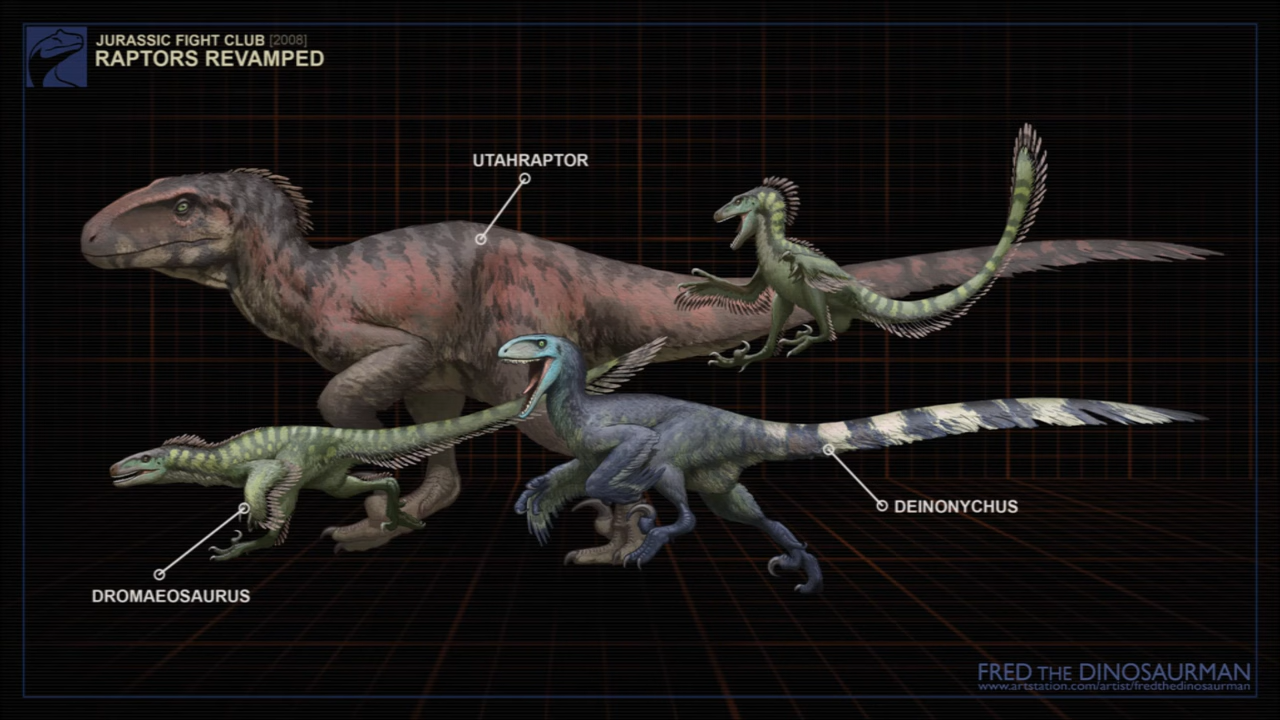 JURASSIC FIGHT CLUB [2008]
RAPTORS REVAMPED
UTAHRAPTOR
DEINONYCHUS
DROMAEOSAURUS
FRED THE DINOSAURMAN
www.artstation.com/artist/fredthedinosaurman